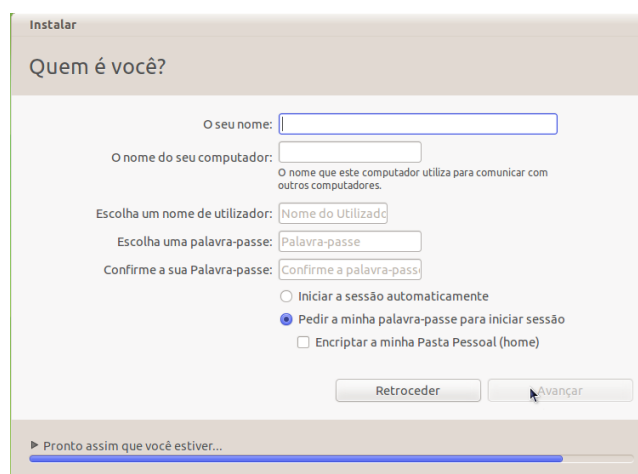 Instalar
Quem é você?
O seu nome:
O nome do seu computador:
O nome que este computador utiliza para comunicar com
outros computadores.
Escolha um nome de utilizador: Nome do Utilizado
Escolha uma palavra-passe: Palavra-passe
Confirme a sua Palavra-passe: Confirme a palavra-passe
Iniciar a sessão automaticamente
Pedir a minha palavra-passe para iniciar sessão
Encriptar a minha Pasta Pessoal (home)
Retroceder Avançar
Pronto assim que você estiver...